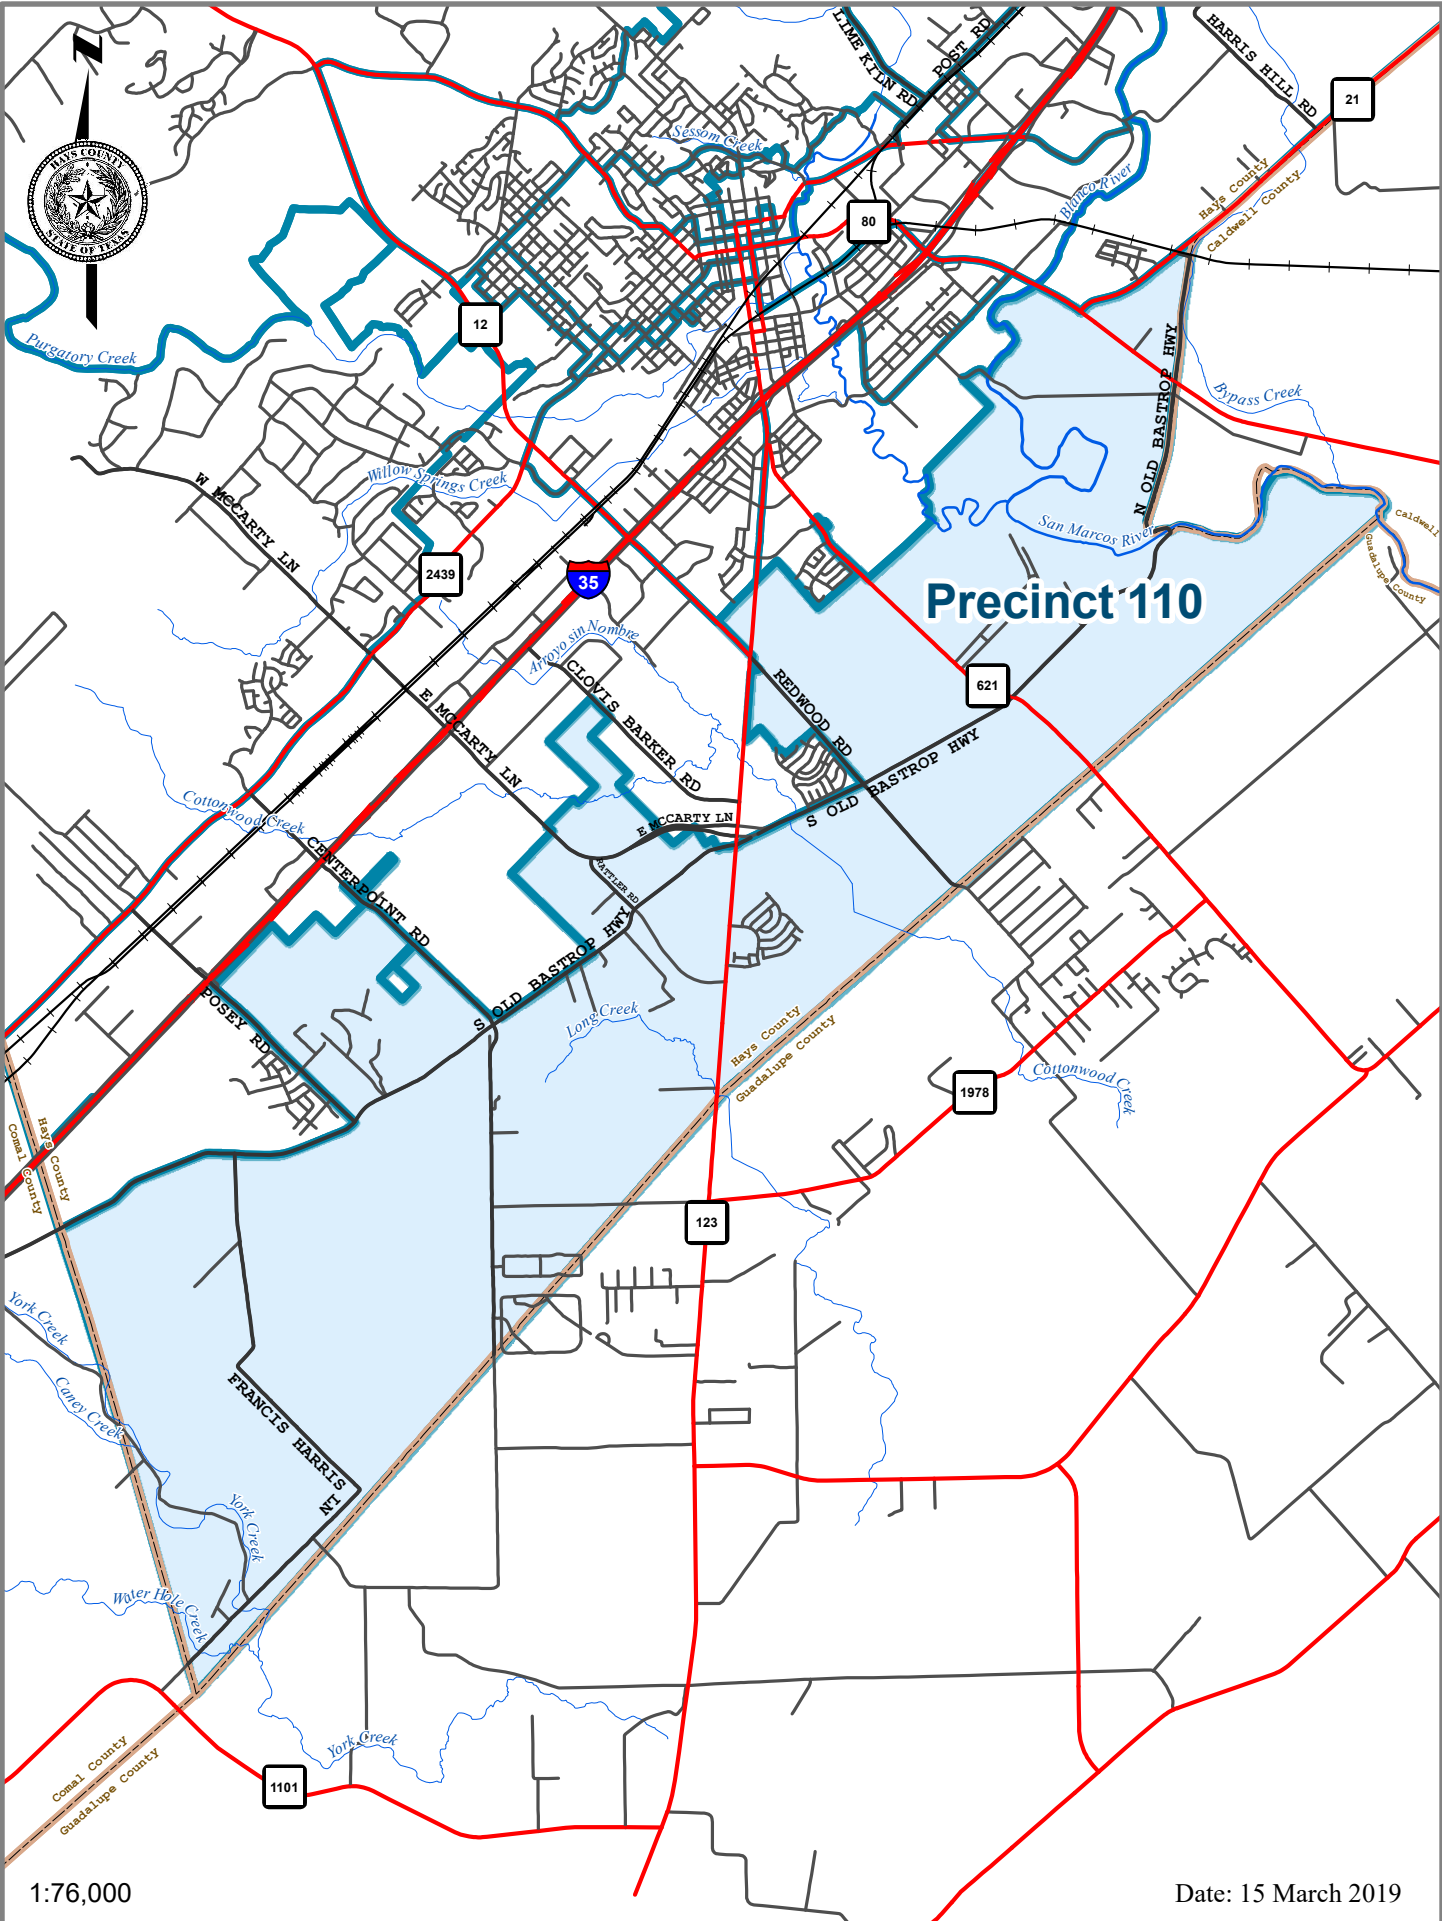 LIME KILN RD
POST RD
HARRIS HILL RD
21
N
HAYS COUNTY
STATE OF TEXAS
Sessom Creek
Blanco River
Hays County
Caldwell County
80
12
Purgatory Creek
N OLD BASTROP HWY
Bypass Creek
W MCCARTY LN
Willow Springs Creek
San Marcos River
Caldwell
Guadalupe County
2439
35
Precinct 110
Arroyo sin Nombre
CLOVIS BARKER RD
REDWOOD RD
621
E MCCARTY LN
S OLD BASTROP HWY
Cottonwood Creek
E MCCARTY LN
CENTERPOINT RD
RATTLER RD
S OLD BASTROP HWY
POSEY RD
Long Creek
Hays County
Guadalupe County
1978
Cottonwood Creek
Hays County
Comal County
123
York Creek
Caney Creek
FRANCIS HARRIS LN
York Creek
Water Hole Creek
York Creek
Comal County
Guadalupe County
1101
1:76,000
Date: 15 March 2019